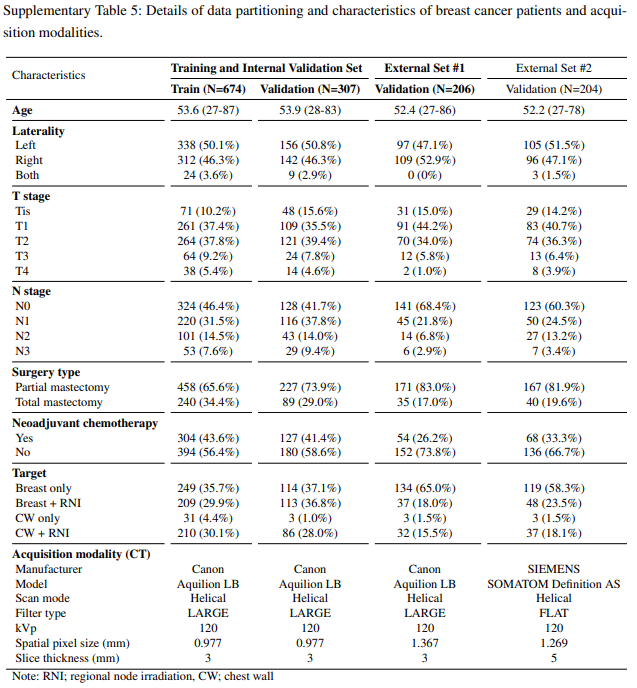 Supplementary Table 5: Details of data partitioning and characteristics of breast cancer patients and acqui-
sition modalities.
Characteristics Training and Internal Validation Set External Set #1 External Set #2
Train (N=674) Validation (N=307) Validation (N=206) Validation (N=204)
Age 53.6 (27-87) 53.9 (28-83) 52.4 (27-86) 52.2 (27-78)
Laterality
Left 338 (50.1%) 156 (50.8%) 97 (47.1%) 105 (51.5%)
Right 312 (46.3%) 142 (46.3%) 109 (52.9%) 96 (47.1%)
Both 24 (3.6%) 9 (2.9%) 0 (0%) 3 (1.5%)
T stage
Tis 71 (10.2%) 48 (15.6%) 31 (15.0%) 29 (14.2%)
T1 261 (37.4%) 109 (35.5%) 91 (44.2%) 83 (40.7%)
T2 264 (37.8%) 121 (39.4%) 70 (34.0%) 74 (36.3%)
T3 64 (9.2%) 24 (7.8%) 12 (5.8%) 13 (6.4%)
T4 38 (5.4%) 14 (4.6%) 2 (1.0%) 8 (3.9%)
N stage
N0 324 (46.4%) 128 (41.7%) 141 (68.4%) 123 (60.3%)
N1 220 (31.5%) 116 (37.8%) 45 (21.8%) 50 (24.5%)
N2 101 (14.5%) 43 (14.0%) 14 (6.8%) 27 (13.2%)
N3 53 (7.6%) 29 (9.4%) 6 (2.9%) 7 (3.4%)
Surgery type
Partial mastectomy 458 (65.6%) 227 (73.9%) 171 (83.0%) 167 (81.9%)
Total mastectomy 240 (34.4%) 89 (29.0%) 35 (17.0%) 40 (19.6%)
Neoadjuvant chemotherapy
Yes 304 (43.6%) 127 (41.4%) 54 (26.2%) 68 (33.3%)
No 394 (56.4%) 180 (58.6%) 152 (73.8%) 136 (66.7%)
Target
Breast only 249 (35.7%) 114 (37.1%) 134 (65.0%) 119 (58.3%)
Breast + RNI 209 (29.9%) 113 (36.8%) 37 (18.0%) 48 (23.5%)
CW only 31 (4.4%) 3 (1.0%) 3 (1.5%) 3 (1.5%)
CW + RNI 210 (30.1%) 86 (28.0%) 32 (15.5%) 37 (18.1%)
Acquisition modality (CT)
Manufacturer Canon Canon Canon SIEMENS
Model Aquilion LB Aquilion LB Aquilion LB SOMATOM Definition AS
Scan mode Helical Helical Helical Helical
Filter type LARGE LARGE LARGE FLAT
kVp 120 120 120 120
Spatial pixel size (mm) 0.977 0.977 1.367 1.269
Slice thickness (mm) 3 3 3 5
Note: RNI; regional node irradiation, CW; chest wall